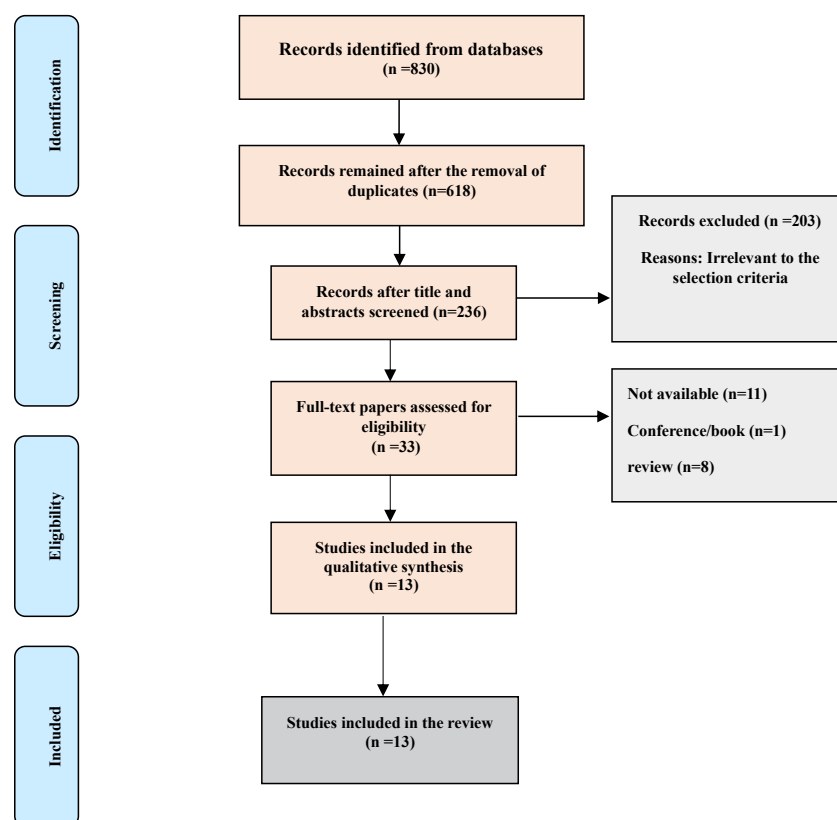 Identification
Records identified from databases
(n =830)
Records remained after the removal of
duplicates (n=618)
Screening
Records after title and
abstracts screened (n=236)
Records excluded (n =203)
Reasons: Irrelevant to the
selection criteria
Eligibility
Full-text papers assessed for
eligibility
(n =33)
Not available (n=11)
Conference/book (n=1)
review (n=8)
Studies included in the
qualitative synthesis
(n =13)
Included
Studies included in the review
(n =13)